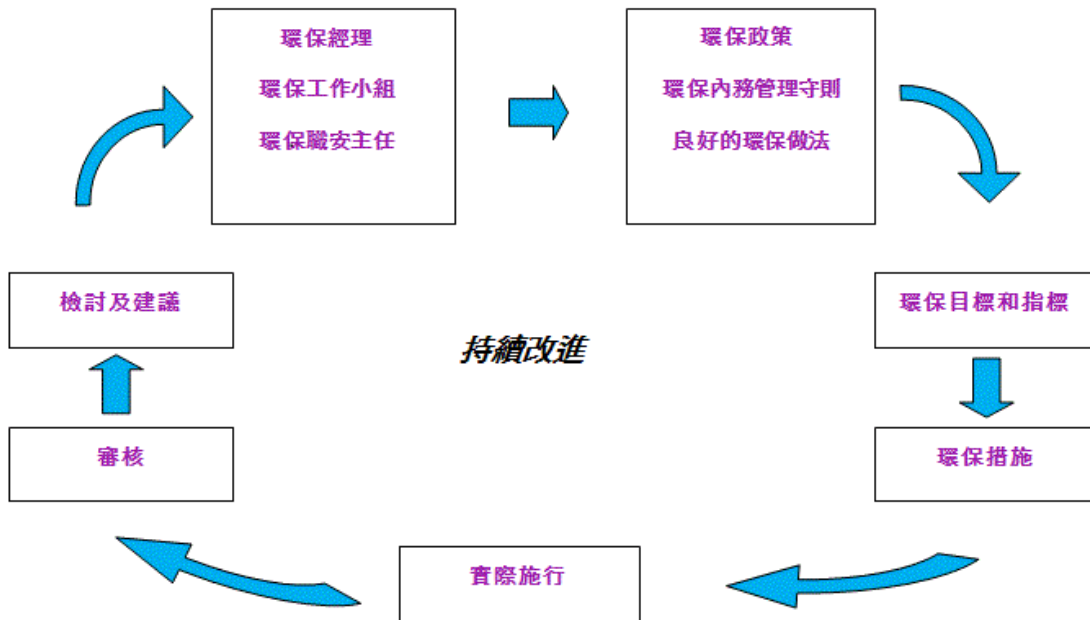 環保經理
環保工作小組
環保職安主任
環保政策
環保內務管理守則
良好的環保做法
環保目標和指標
環保措施
實際施行
審核
檢討及建議
持續改進